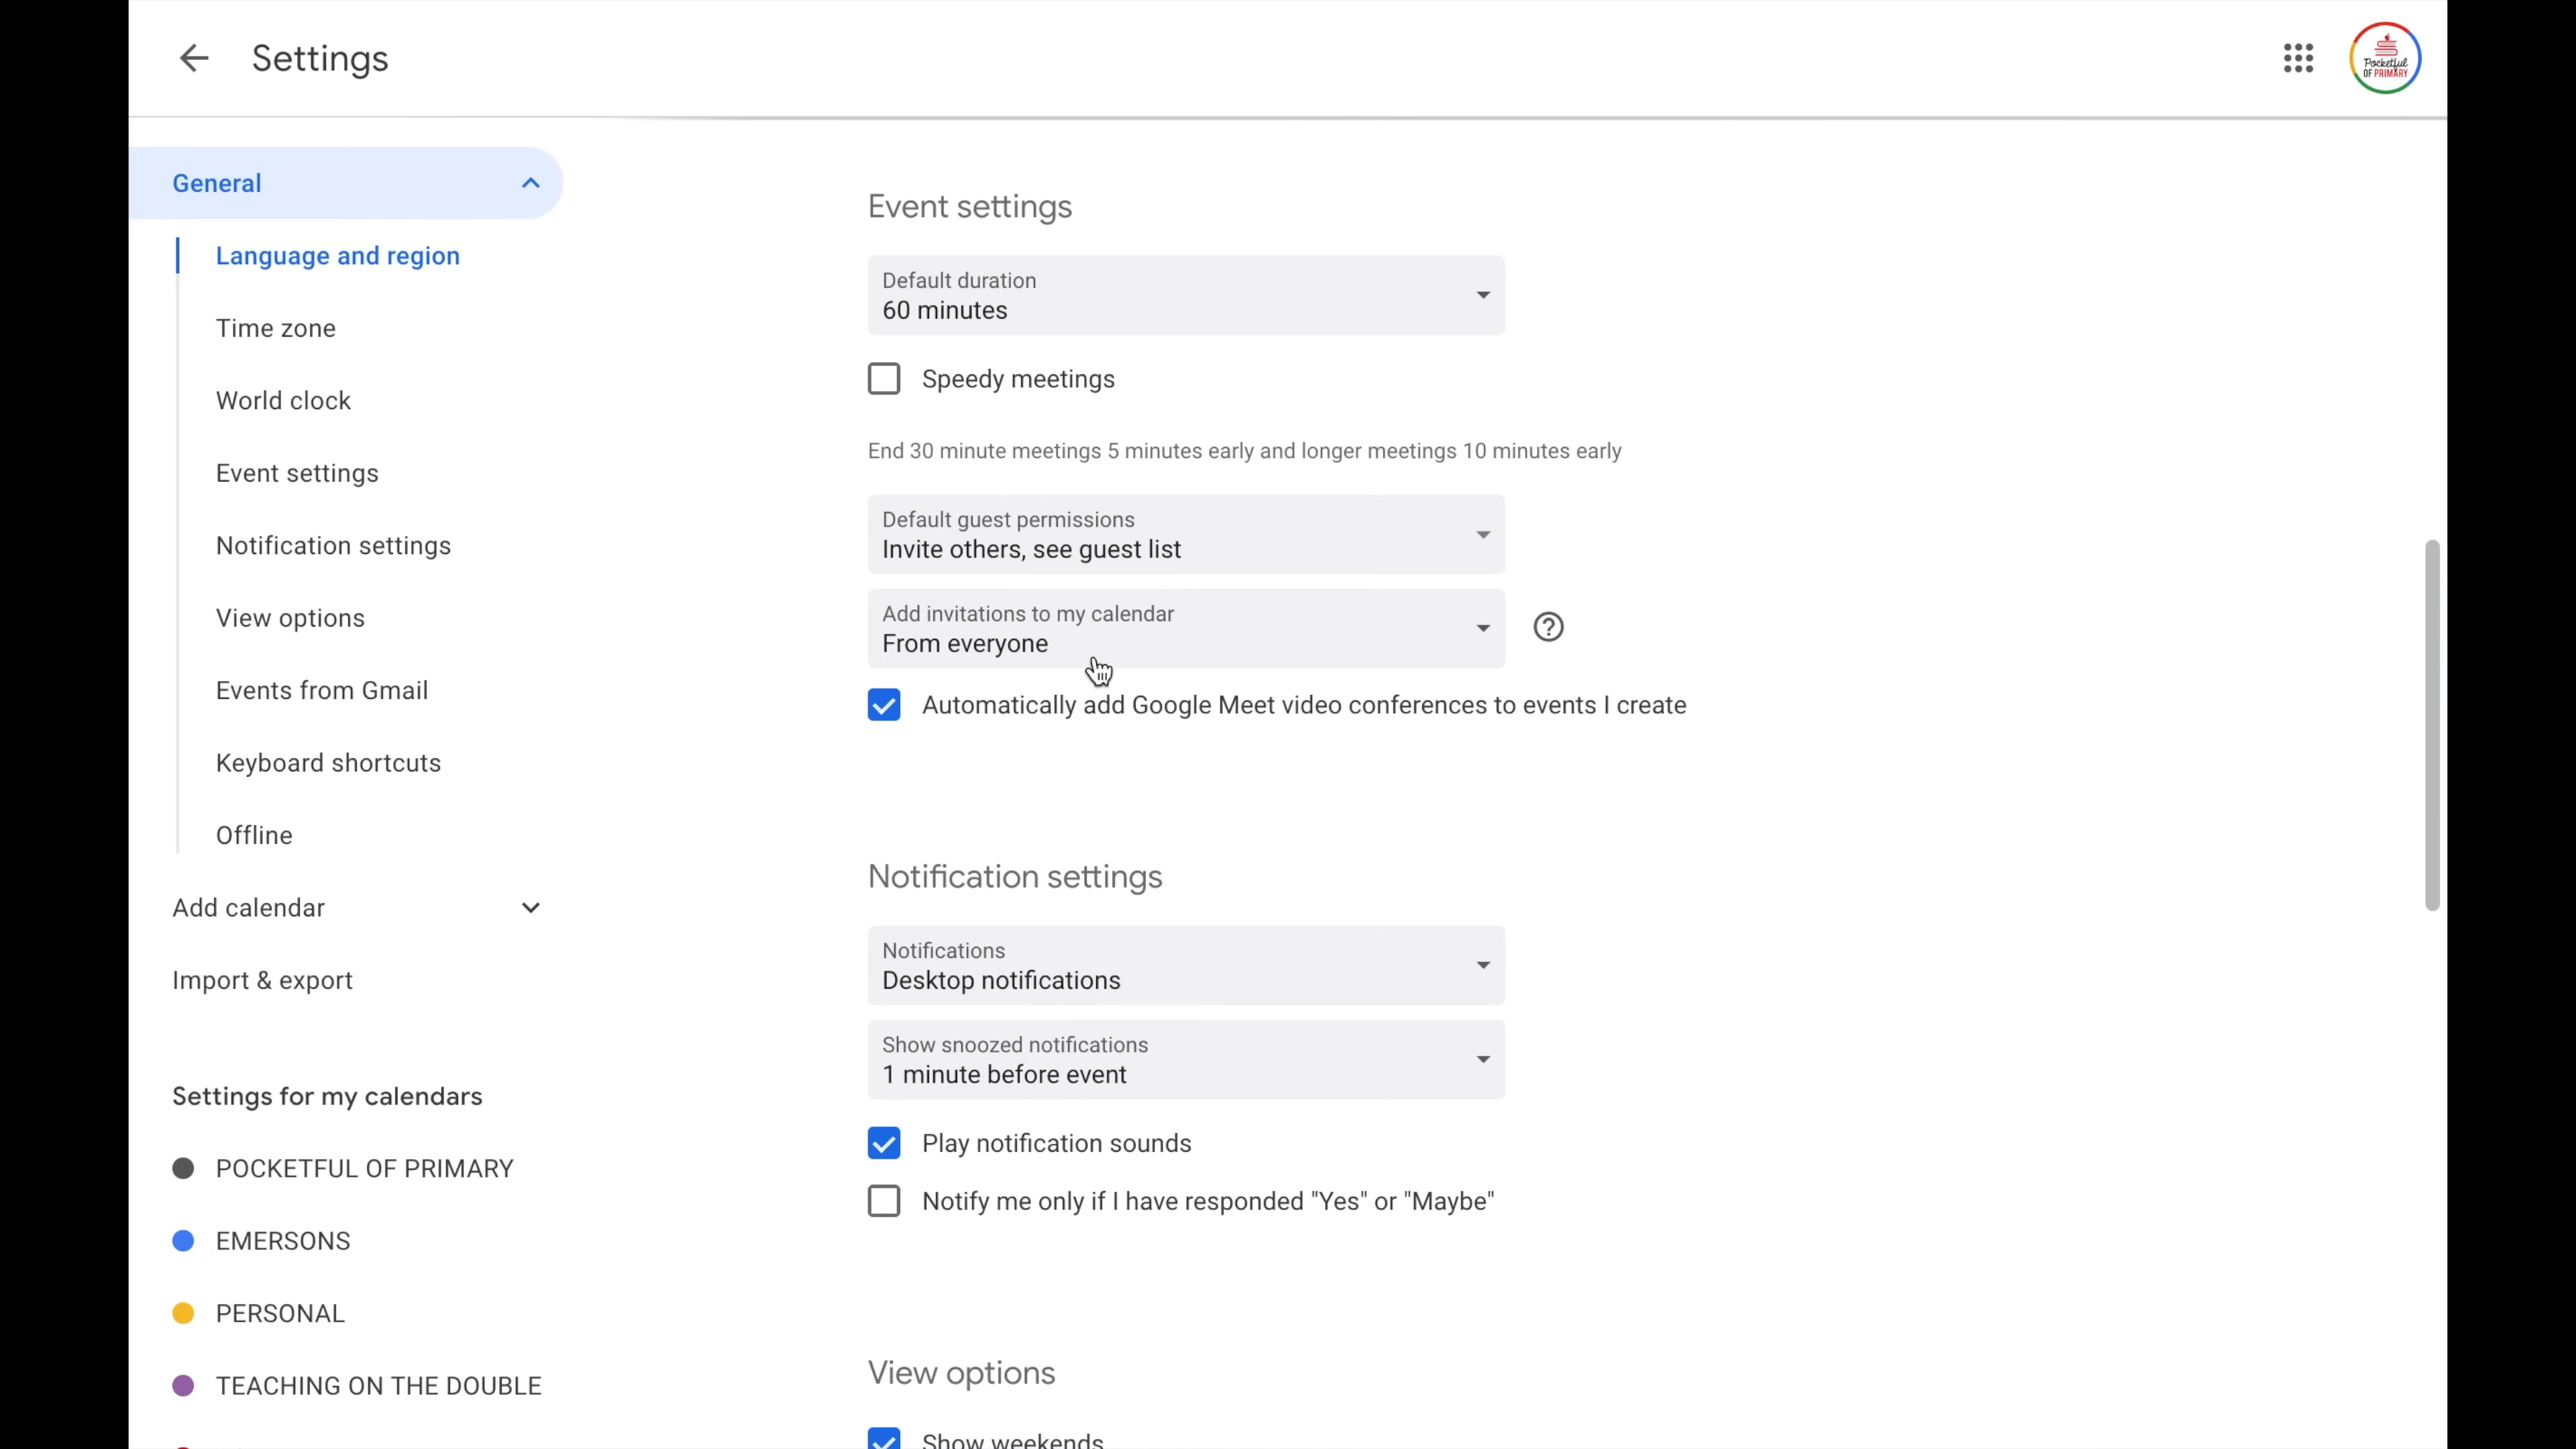 Settings
Pocketful
OF PRIMARY
General
Language and region
Time zone
World clock
Event settings
Notification settings
View options
Events from Gmail
Keyboard shortcuts
Offline
Add calendar
Import & export
Settings for my calendars
POCKETFUL OF PRIMARY
EMERSONS
PERSONAL
TEACHING ON THE DOUBLE
Event settings
Default duration
60 minutes
Speedy meetings
End 30 minute meetings 5 minutes early and longer meetings 10 minutes early
Default guest permissions
Invite others, see guest list
Add invitations to my calendar
From everyone
Automatically add Google Meet video conferences to events I create
Notification settings
Notifications
Desktop notifications
Show snoozed notifications
1 minute before event
Play notification sounds
Notify me only if I have responded "Yes" or "Maybe"
View options
Show weekends